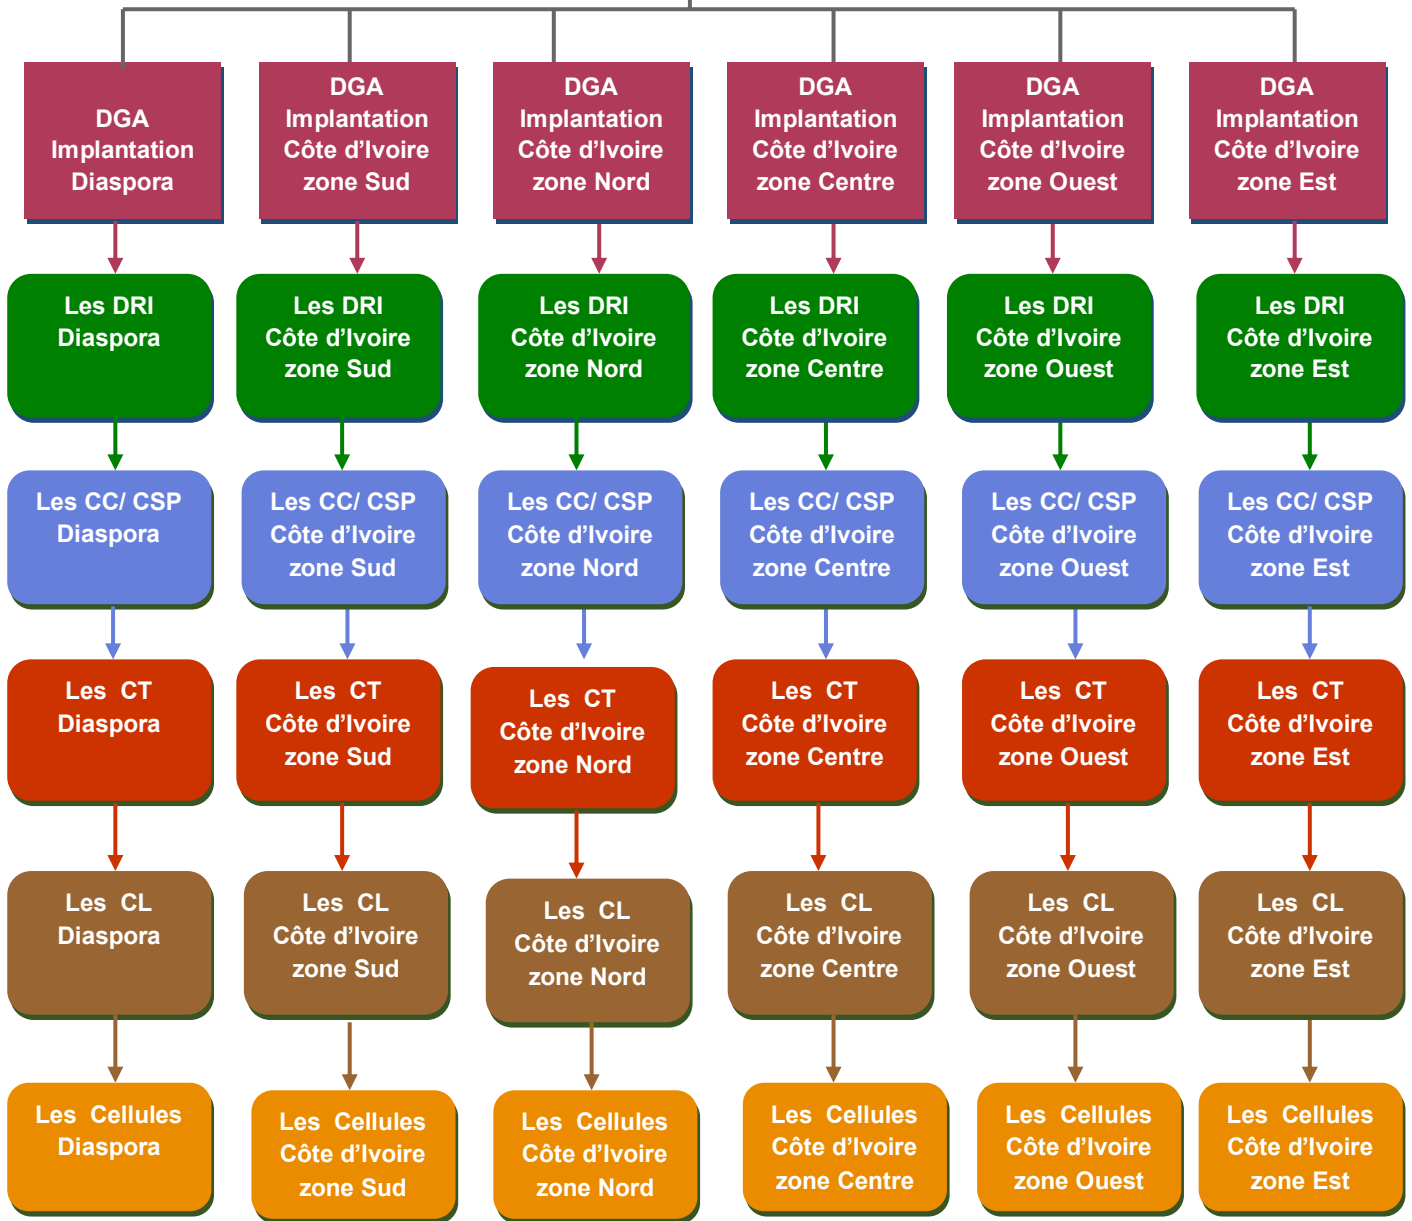 DGA
Implantation
Diaspora
DGA
Implantation
Côte d’Ivoire
zone Sud
DGA
Implantation
Côte d’Ivoire
zone Nord
DGA
Implantation
Côte d’Ivoire
zone Centre
DGA
Implantation
Côte d’Ivoire
zone Ouest
DGA
Implantation
Côte d’Ivoire
zone Est
Les DRI
Diaspora
Les DRI
Côte d’Ivoire
zone Sud
Les DRI
Côte d’Ivoire
zone Nord
Les DRI
Côte d’Ivoire
zone Centre
Les DRI
Côte d’Ivoire
zone Ouest
Les DRI
Côte d’Ivoire
zone Est
Les CC/ CSP
Diaspora
Les CC/ CSP
Côte d’Ivoire
zone Sud
Les CC/ CSP
Côte d’Ivoire
zone Nord
Les CC/ CSP
Côte d’Ivoire
zone Centre
Les CC/ CSP
Côte d’Ivoire
zone Ouest
Les CC/ CSP
Côte d’Ivoire
zone Est
Les  CT
Diaspora
Les  CT
Côte d’Ivoire
zone Sud
Les  CT
Côte d’Ivoire
zone Nord
Les  CT
Côte d’Ivoire
zone Centre
Les  CT
Côte d’Ivoire
zone Ouest
Les  CT
Côte d’Ivoire
zone Est
Les  CL
Diaspora
Les  CL
Côte d’Ivoire
zone Sud
Les  CL
Côte d’Ivoire
zone Nord
Les  CL
Côte d’Ivoire
zone Centre
Les  CL
Côte d’Ivoire
zone Ouest
Les  CL
Côte d’Ivoire
zone Est
Les  Cellules
Diaspora
Les  Cellules
Côte d’Ivoire
zone Sud
Les  Cellules
Côte d’Ivoire
zone Nord
Les  Cellules
Côte d’Ivoire
zone Centre
Les  Cellules
Côte d’Ivoire
zone Ouest
Les  Cellules
Côte d’Ivoire
zone Est